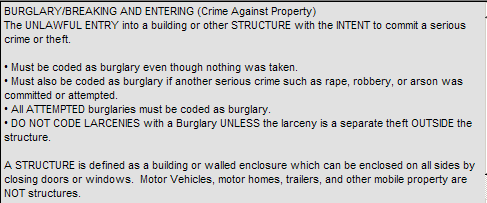 BURGLARY/BREAKING AND ENTERING (Crime Against Property)
The UNLAWFUL ENTRY into a building or other STRUCTURE with the INTENT to commit a serious
crime or theft.
• Must be coded as burglary even though nothing was taken.
• Must also be coded as burglary if another serious crime such as rape, robbery, or arson was
committed or attempted.
• All ATTEMPTED burglaries must be coded as burglary.
• DO NOT CODE LARCENIES with a Burglary UNLESS the larceny is a separate theft OUTSIDE the
structure.
A STRUCTURE is defined as a building or walled enclosure which can be enclosed on all sides by
closing doors or windows.  Motor Vehicles, motor homes, trailers, and other mobile property are
NOT structures.